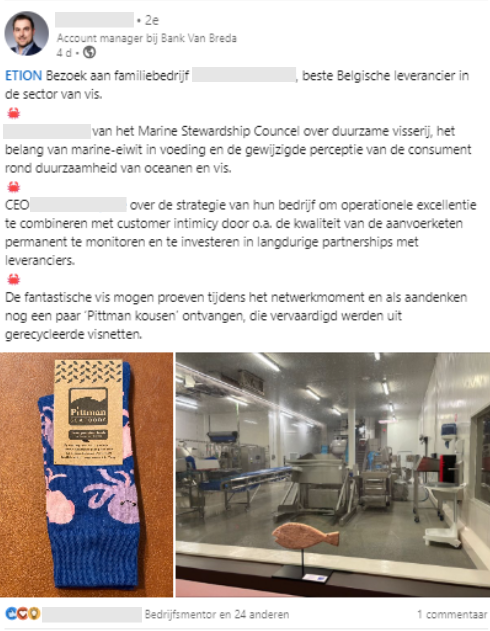 • 2e
Account manager bij Bank Van Breda
4 d •
ETION Bezoek aan familiebedrijf , beste Belgische leverancier in
de sector van vis.
van het Marine Stewardship Councel over duurzame visserij, het
belang van marine-eiwit in voeding en de gewijzigde perceptie van de consument
rond duurzaamheid van oceanen en vis.
CEO over de strategie van hun bedrijf om operationele excellentie
te combineren met customer intimicy door o.a. de kwaliteit van de aanvoerketen
permanent te monitoren en te investeren in langdurige partnerships met
leveranciers.
De fantastische vis mogen proeven tijdens het netwerkmoment en als aandenken
nog een paar ‘Pittman kousen’ ontvangen, die vervaardigd werden uit
gerecycleerde visnetten.
Pittman
SEAFOODS
Bedrijfsmentor en 24 anderen
1 commentaar